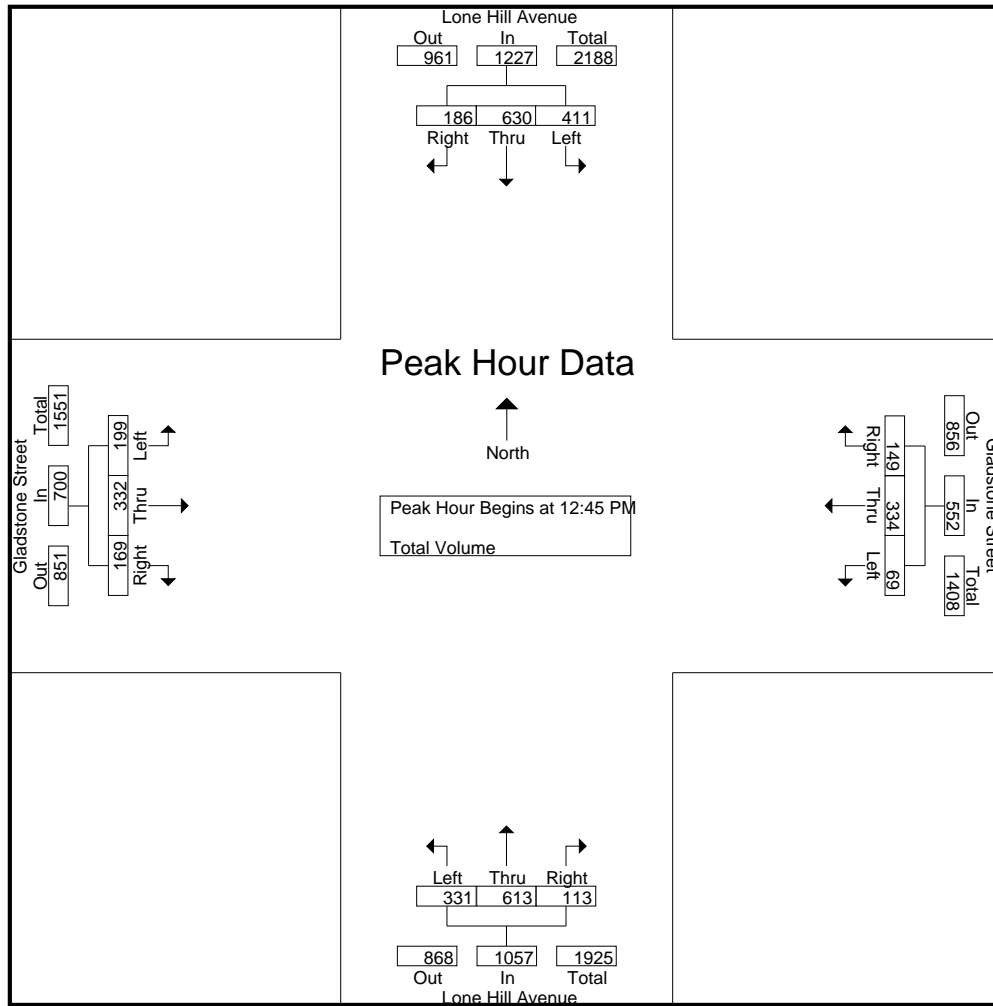 Lone Hill Avenue
Out In Total
961 1227 2188
186 630 411
Right Thru Left
Peak Hour Data
North
Peak Hour Begins at 12:45 PM
Total Volume
Gladstone Street
Out In Total
851 700 1551
Right Thru Left
169 332 199
Gladstone Street
Out In Total
856 552 1408
149 334 69
Right Thru Left
Left Thru Right
331 613 113
868 1057 1925
Out In Total
Lone Hill Avenue